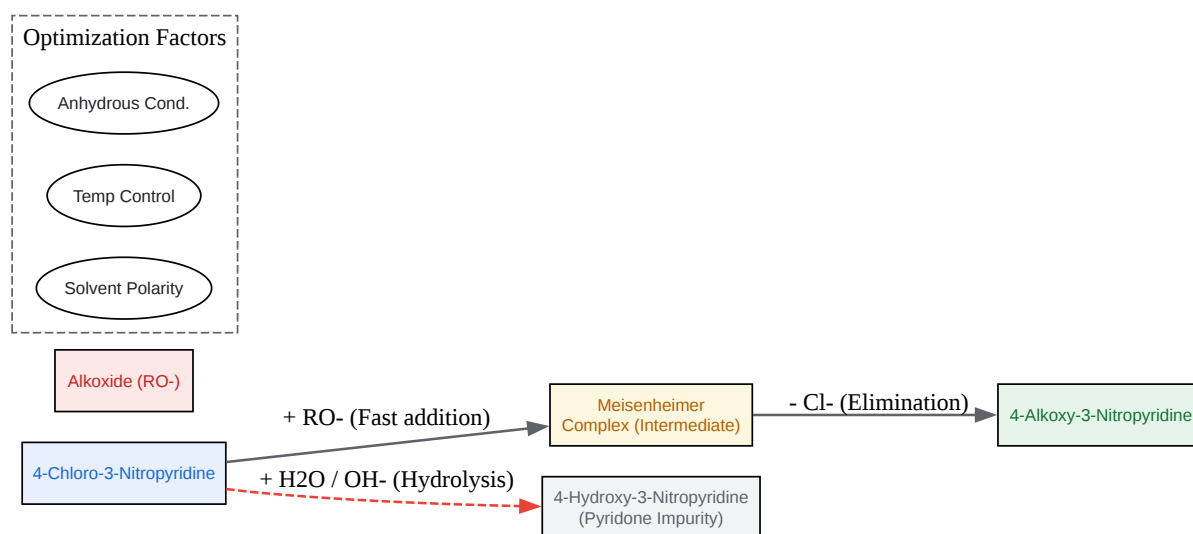 Optimization Factors
Anhydrous Cond.
Temp Control
Solvent Polarity
Alkoxide (RO-)
4-Chloro-3-Nitropyridine
+ RO- (Fast addition)
+ H2O / OH- (Hydrolysis)
Meisenheimer
Complex (Intermediate)
- Cl- (Elimination)
4-Alkoxy-3-Nitropyridine
4-Hydroxy-3-Nitropyridine
(Pyridone Impurity)